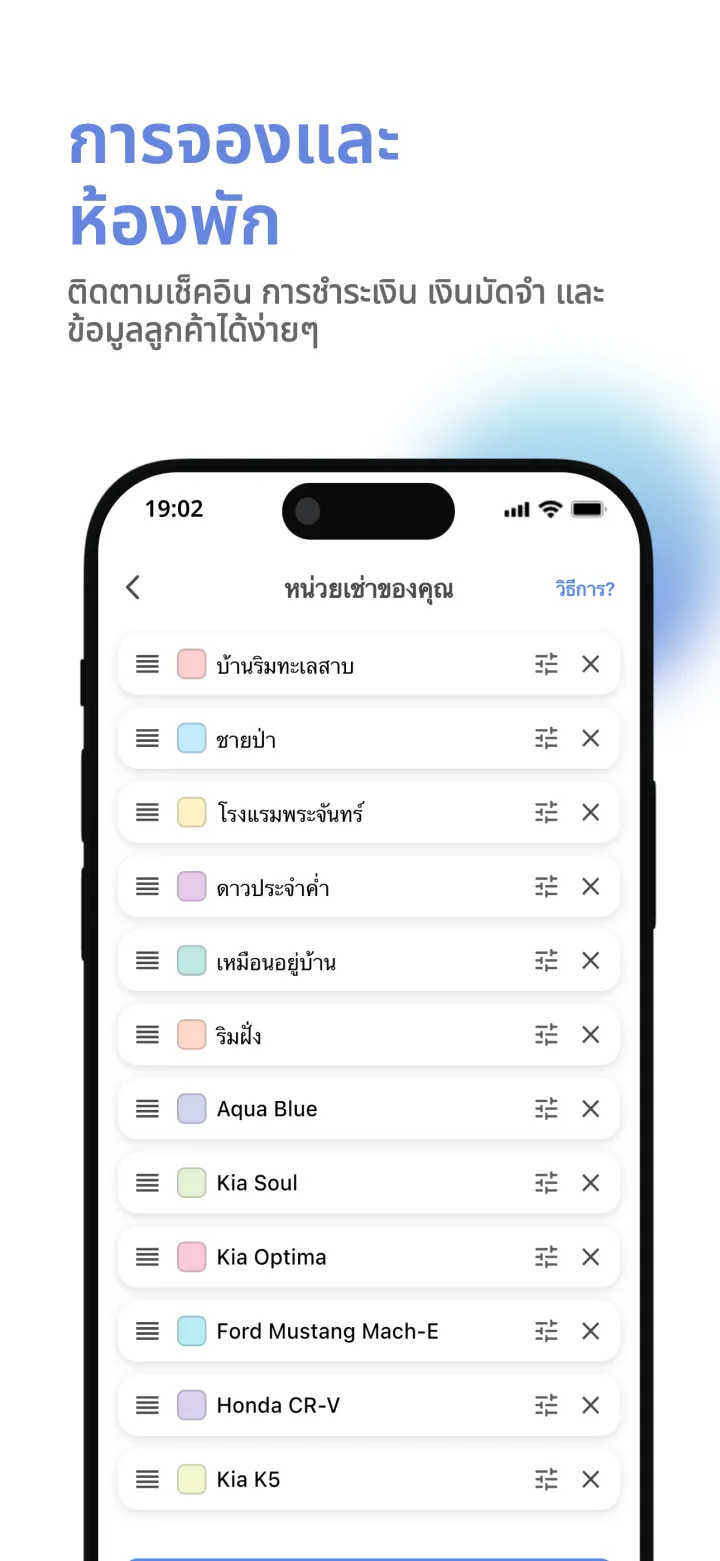 การจองและ
ห้องพัก
ติดตามเช็คอิน การชำระเงิน เงินมัดจำ และ
ข้อมูลลูกค้าได้ง่ายๆ
19:02
หน่วยเช่าของคุณ วิธีการ?
บ้านริมทะเลสาบ
ชายป่า
โรงแรมพระจันทร์
ดาวประจำค่ำ
เหมือนอยู่บ้าน
ริมฝั่ง
Aqua Blue
Kia Soul
Kia Optima
Ford Mustang Mach-E
Honda CR-V
Kia K5